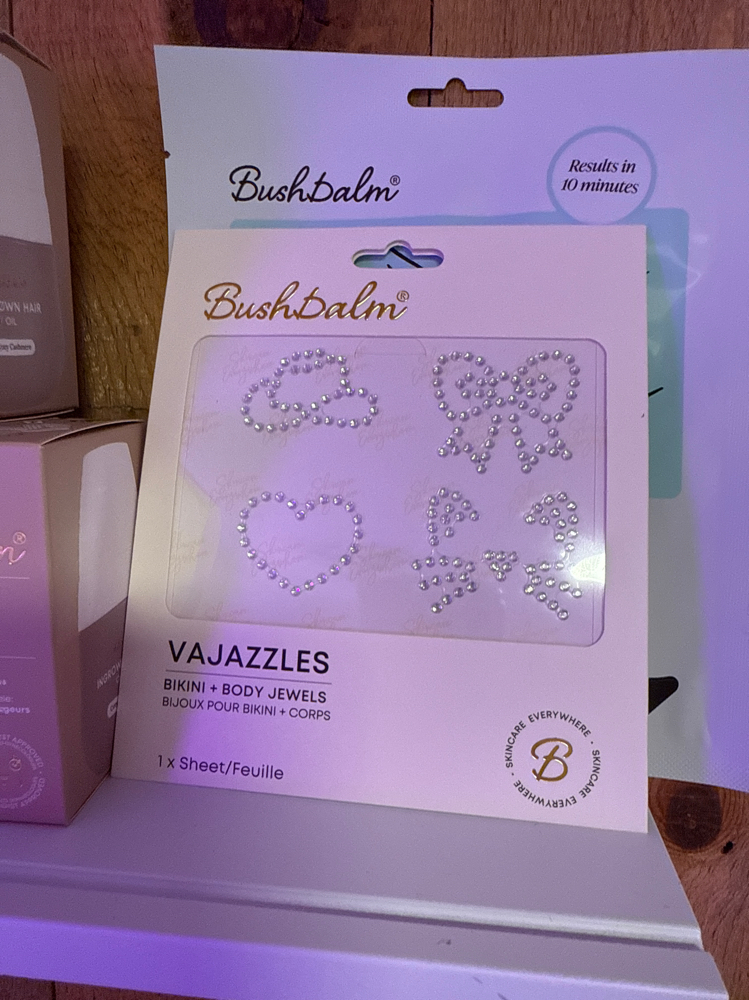 Bushbalm®
Results in
10 minutes
Bushbalm®
VAJAZZLES
BIKINI + BODY JEWELS
BIJOUX POUR BIKINI + CORPS
1 x Sheet/Feuille
SKINCARE EVERYWHERE · SKINCARE EVERYWHERE ·
B
OWN HAIR
OIL
INGROW